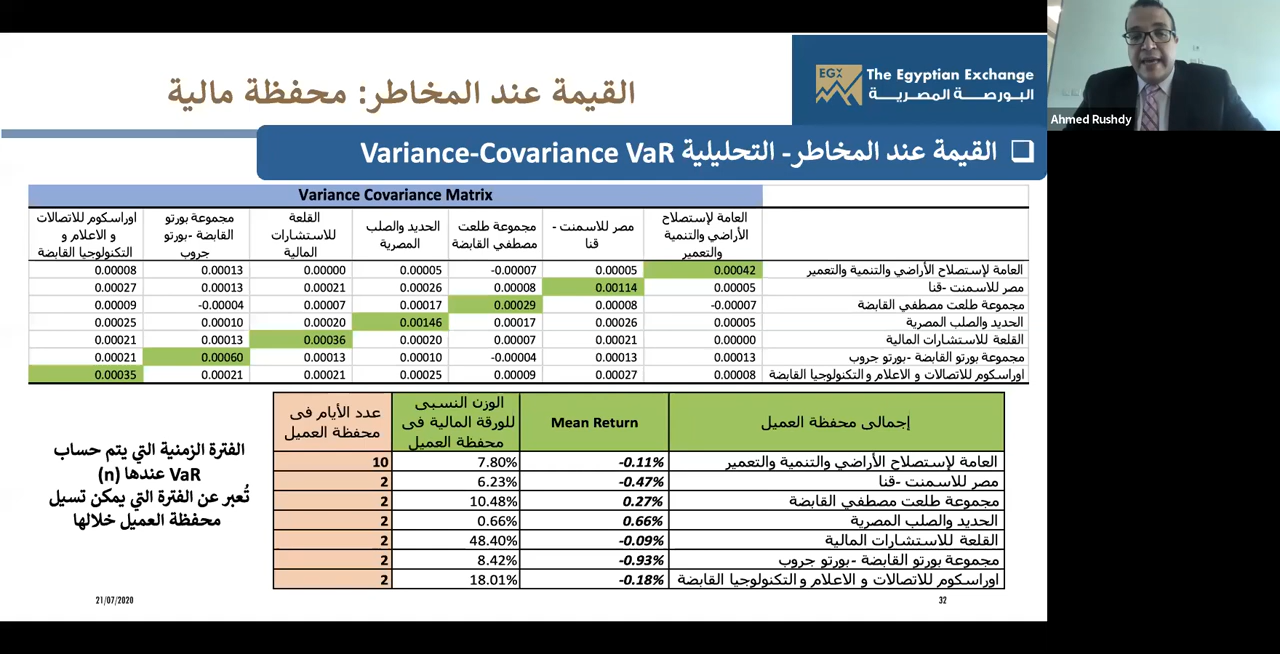 القيمة عند المخاطر: محفظة مالية
EGX
The Egyptian Exchange
البورصة المصرية
Ahmed Rushdy
القيمة عند المخاطر- التحليلية Variance-Covariance VaR
Variance Covariance Matrix
العامة لإستصلاح الأراضي والتنمية والتعمير
مصر للاسمنت - قنا
مجموعة طلعت مصطفي القابضة
الحديد والصلب المصرية
القلعة للاستشارات المالية
مجموعة بورتو القابضة -بورتو جروب
اوراسكوم للاتصالات و الاعلام و التكنولوجيا القابضة
العامة لإستصلاح الأراضي والتنمية والتعمير 0.00042 0.00005 -0.00007 0.00005 0.00000 0.00013 0.00008
مصر للاسمنت -قنا 0.00005 0.00114 0.00008 0.00026 0.00021 0.00013 0.00027
مجموعة طلعت مصطفي القابضة -0.00007 0.00008 0.00029 0.00017 0.00007 -0.00004 0.00009
الحديد والصلب المصرية 0.00005 0.00026 0.00017 0.00146 0.00020 0.00010 0.00025
القلعة للاستشارات المالية 0.00000 0.00021 0.00007 0.00020 0.00036 0.00013 0.00021
مجموعة بورتو القابضة -بورتو جروب 0.00013 0.00013 -0.00004 0.00010 0.00013 0.00060 0.00021
اوراسكوم للاتصالات و الاعلام و التكنولوجيا القابضة 0.00008 0.00027 0.00009 0.00025 0.00021 0.00021 0.00035
إجمالى محفظة العميل
Mean Return
الوزن النسبى
للورقة المالية فى
محفظة العميل
عدد الأيام فى
محفظة العميل
العامة لإستصلاح الأراضي والتنمية والتعمير -0.11% 7.80% 10
مصر للاسمنت -قنا -0.47% 6.23% 2
مجموعة طلعت مصطفي القابضة 0.27% 10.48% 2
الحديد والصلب المصرية 0.66% 0.66% 2
القلعة للاستشارات المالية -0.09% 48.40% 2
مجموعة بورتو القابضة -بورتو جروب -0.93% 8.42% 2
اوراسكوم للاتصالات و الاعلام و التكنولوجيا القابضة -0.18% 18.01% 2
الفترة الزمنية التي يتم حساب
VaR عندها (n)
تُعبر عن الفترة التي يمكن تسيل
محفظة العميل خلالها
21/07/2020
32